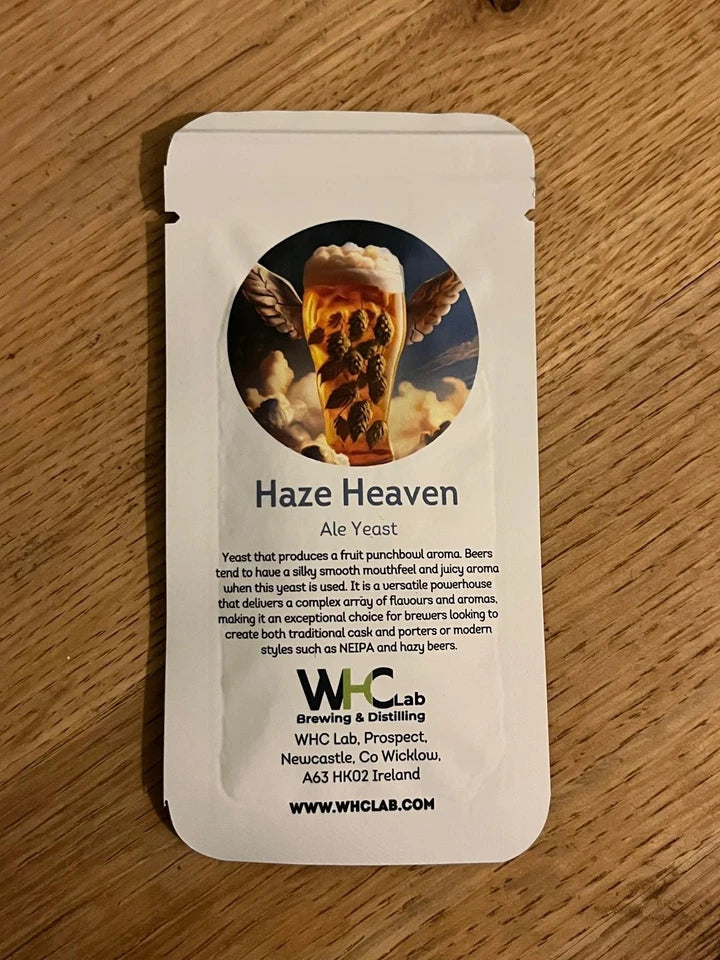 Haze Heaven
Ale Yeast
Yeast that produces a fruit punchbowl aroma. Beers
tend to have a silky smooth mouthfeel and juicy aroma
when this yeast is used. It is a versatile powerhouse
that delivers a complex array of flavours and aromas,
making it an exceptional choice for brewers looking to
create both traditional cask and porters or modern
styles such as NEIPA and hazy beers.
WHC Lab
Brewing & Distilling
WHC Lab, Prospect,
Newcastle, Co Wicklow,
A63 HK02 Ireland
WWW.WHCLAB.COM